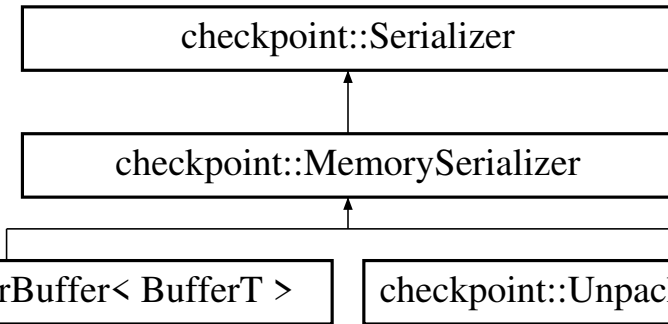 checkpoint::Serializer
checkpoint::MemorySerializer
rBuffer< BufferT > checkpoint::Unpac